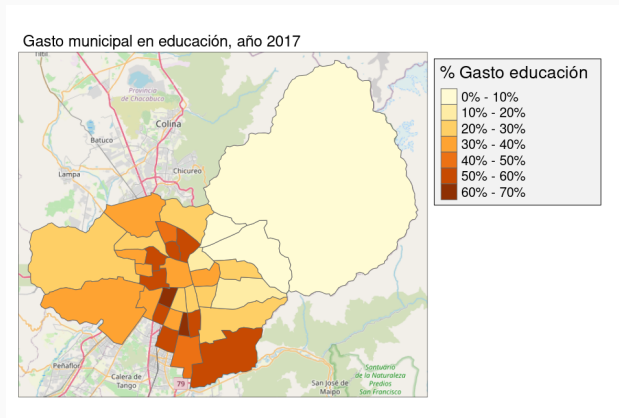 Gasto municipal en educación, año 2017
Provincia
de Chacabuco
Colina
Batuco
Lampa
Chicureo
Peñaflor
Calera de
Tango
79
San José de
Maipo
Santuario
de la Naturaleza
Predios
San Francisco
% Gasto educación
0% - 10%
10% - 20%
20% - 30%
30% - 40%
40% - 50%
50% - 60%
60% - 70%